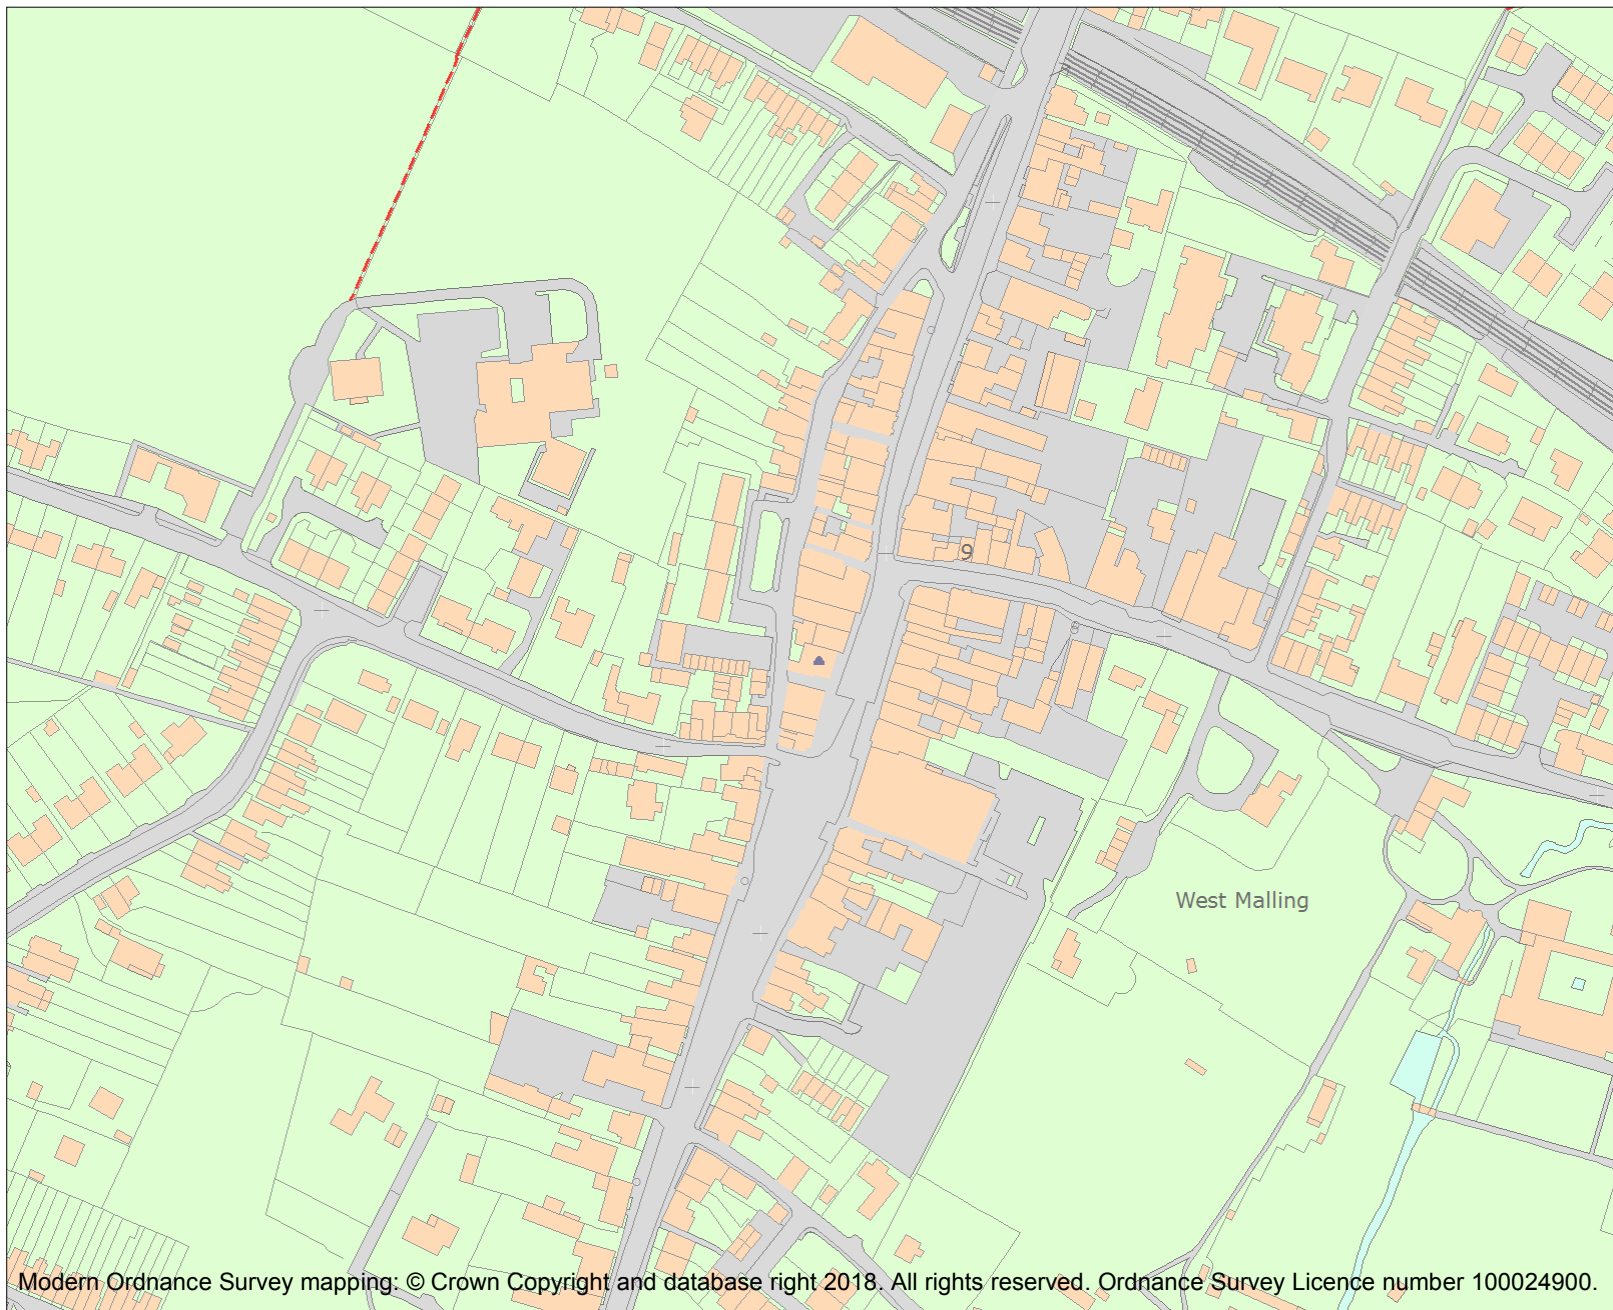 9
West Malling
Modern Ordnance Survey mapping: © Crown Copyright and database right 2018. All rights reserved. Ordnance Survey Licence number 100024900.